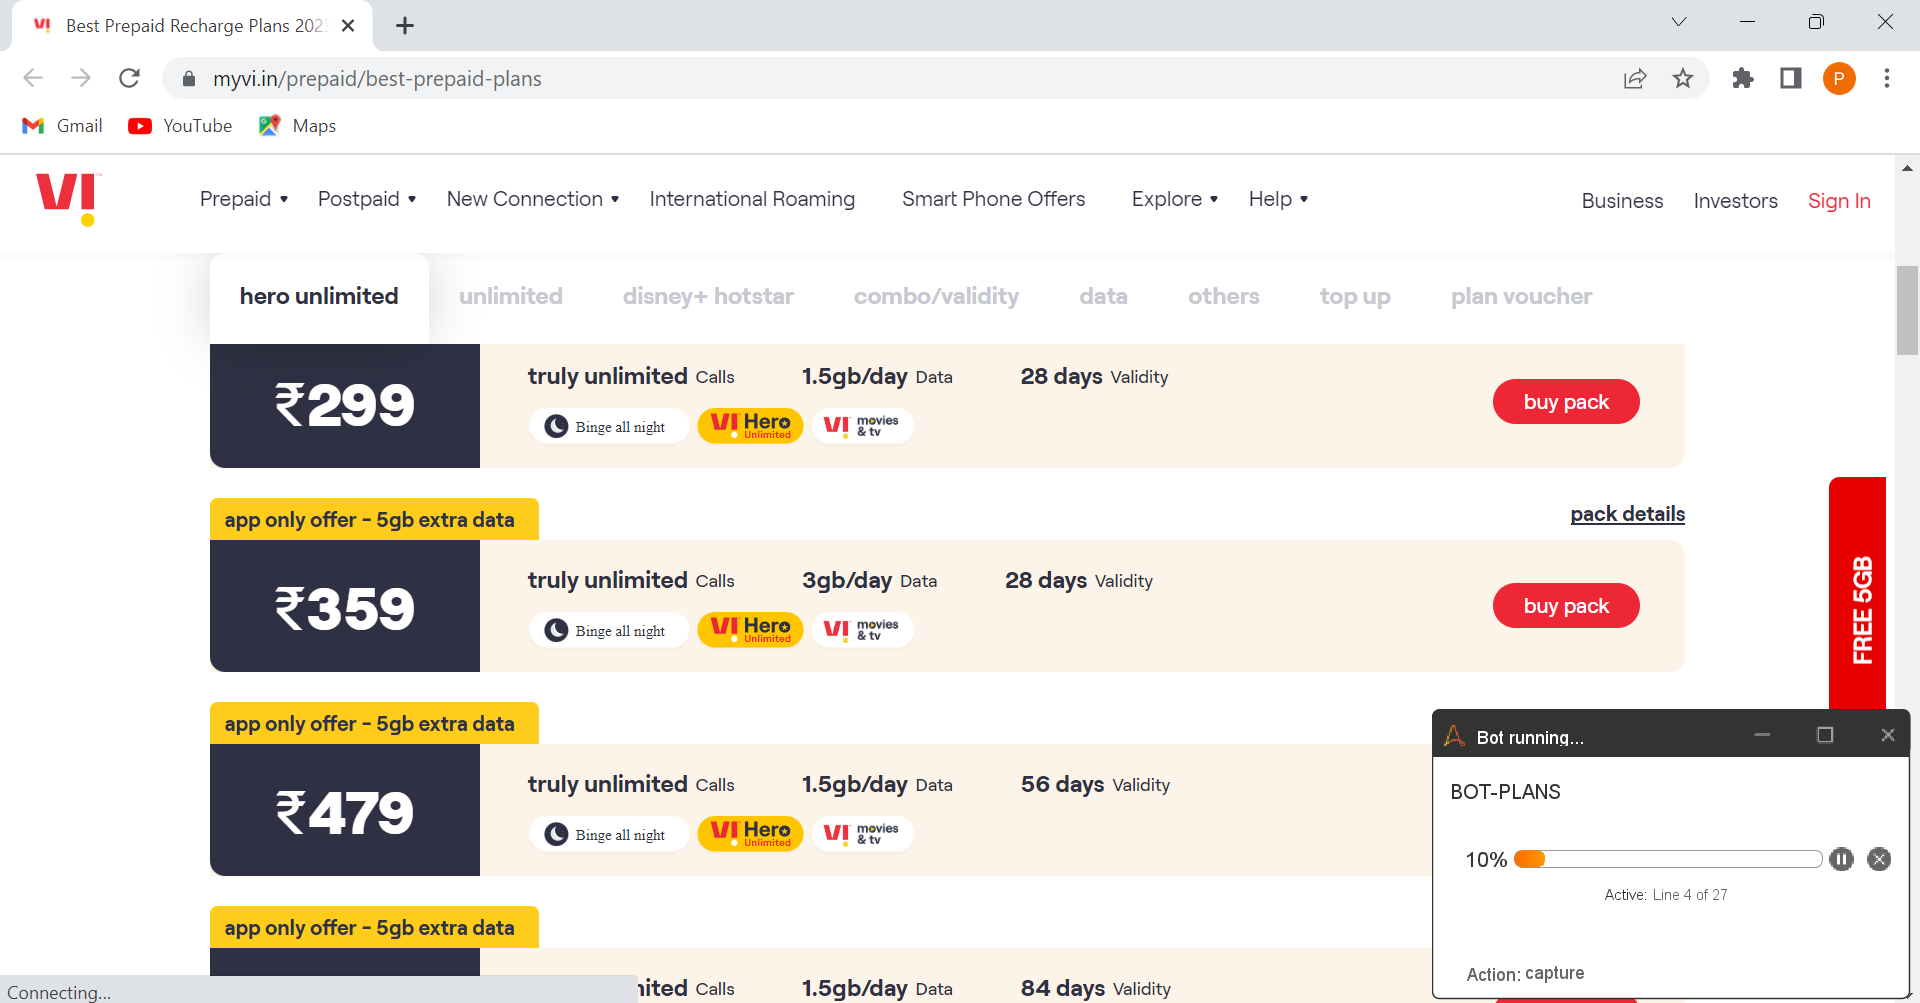 Best Prepaid Recharge Plans 202
myvi.in/prepaid/best-prepaid-plans
P
Gmail YouTube Maps
VI
Prepaid Postpaid New Connection International Roaming Smart Phone Offers Explore Help Business Investors Sign In
hero unlimited unlimited disney+ hotstar combo/validity data others top up plan voucher
₹299
truly unlimited Calls 1.5gb/day Data 28 days Validity
buy pack
Binge all night VI Hero Unlimited VI movies & tv
app only offer - 5gb extra data
pack details
₹359
truly unlimited Calls 3gb/day Data 28 days Validity
buy pack
Binge all night VI Hero Unlimited VI movies & tv
FREE 5GB
app only offer - 5gb extra data
₹479
truly unlimited Calls 1.5gb/day Data 56 days Validity
Binge all night VI Hero Unlimited VI movies & tv
app only offer - 5gb extra data
ited Calls 1.5gb/day Data 84 days Validity
Connecting...
Bot running...
BOT-PLANS
10%
Active: Line 4 of 27
Action: capture